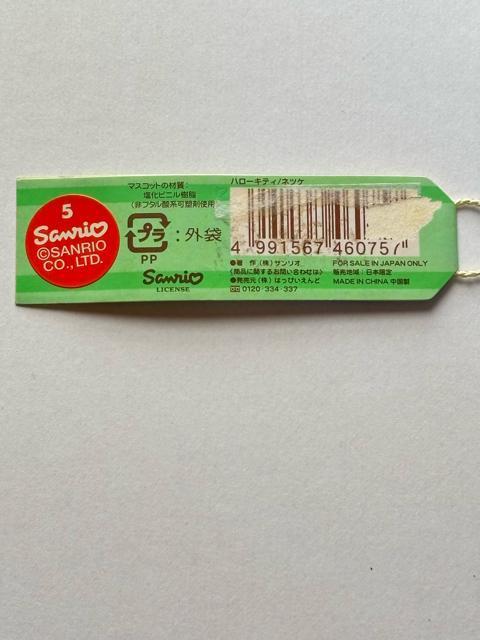 5
Sanrio
©SANRIO
CO., LTD.
マスコットの材質:
塩化ビニル樹脂
(非フタル酸系可塑剤使用
プラ :外袋
PP
Sanrio
LICENSE
ハローキティ/ネツケ
4 991567 460757
●著 作(株)サンリオ
(商品に関するお問い合わせは)
●発売元(株)はっぴいえんど
0120-334-337
FOR SALE IN JAPAN ONLY
販売地域:日本限定
MADE IN CHINA 中国製